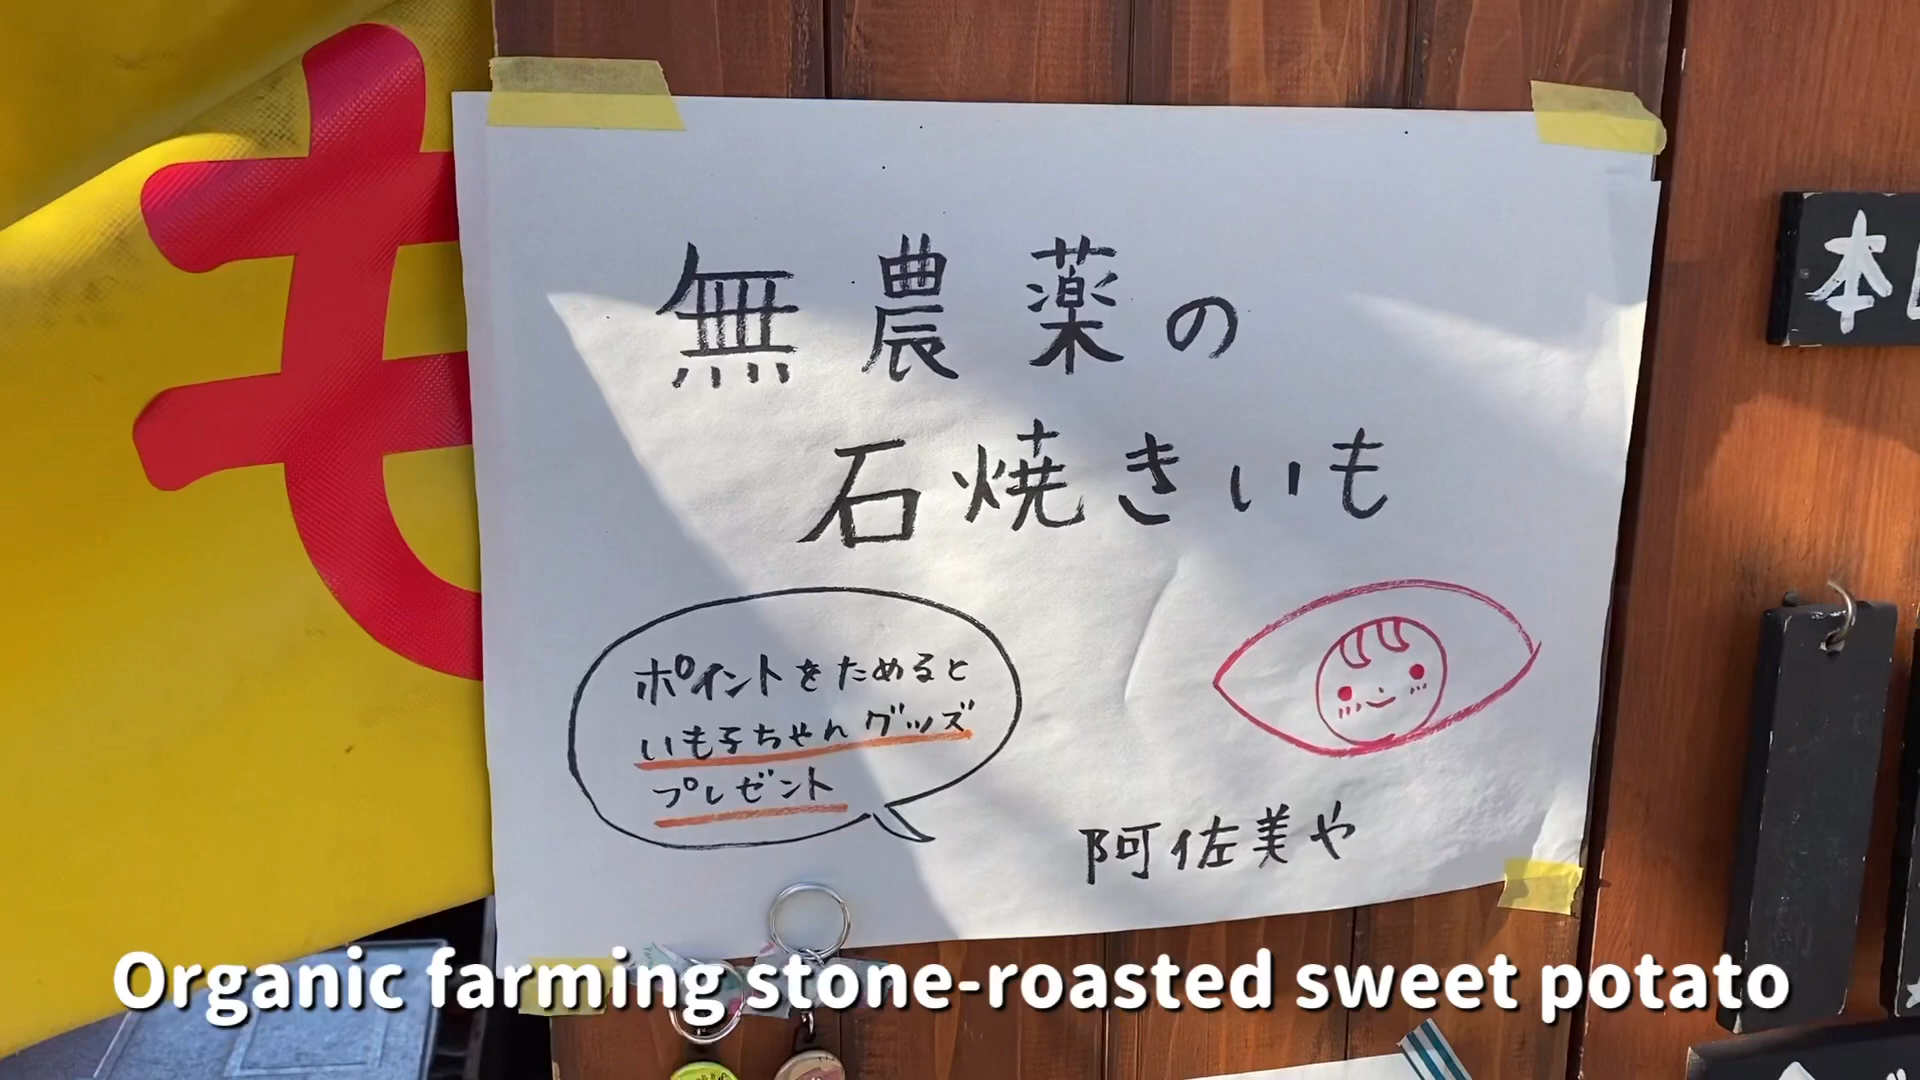 も
無農薬の
石焼きいも
ポイントをためると
いも子ちゃんグッズ
プレゼント
阿佐美や
本
Organic farming stone-roasted sweet potato